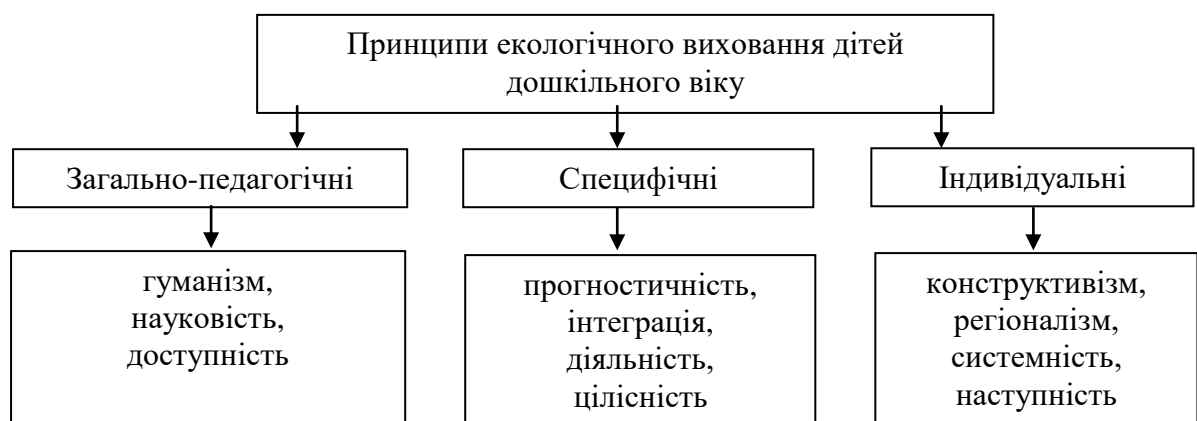 Принципи екологічного виховання дітей
дошкільного віку
Загально-педагогічні
Специфічні
Індивідуальні
гуманізм,
науковість,
доступність
прогностичність,
інтеграція,
діяльність,
цілісність
конструктивізм,
регіоналізм,
системність,
наступність